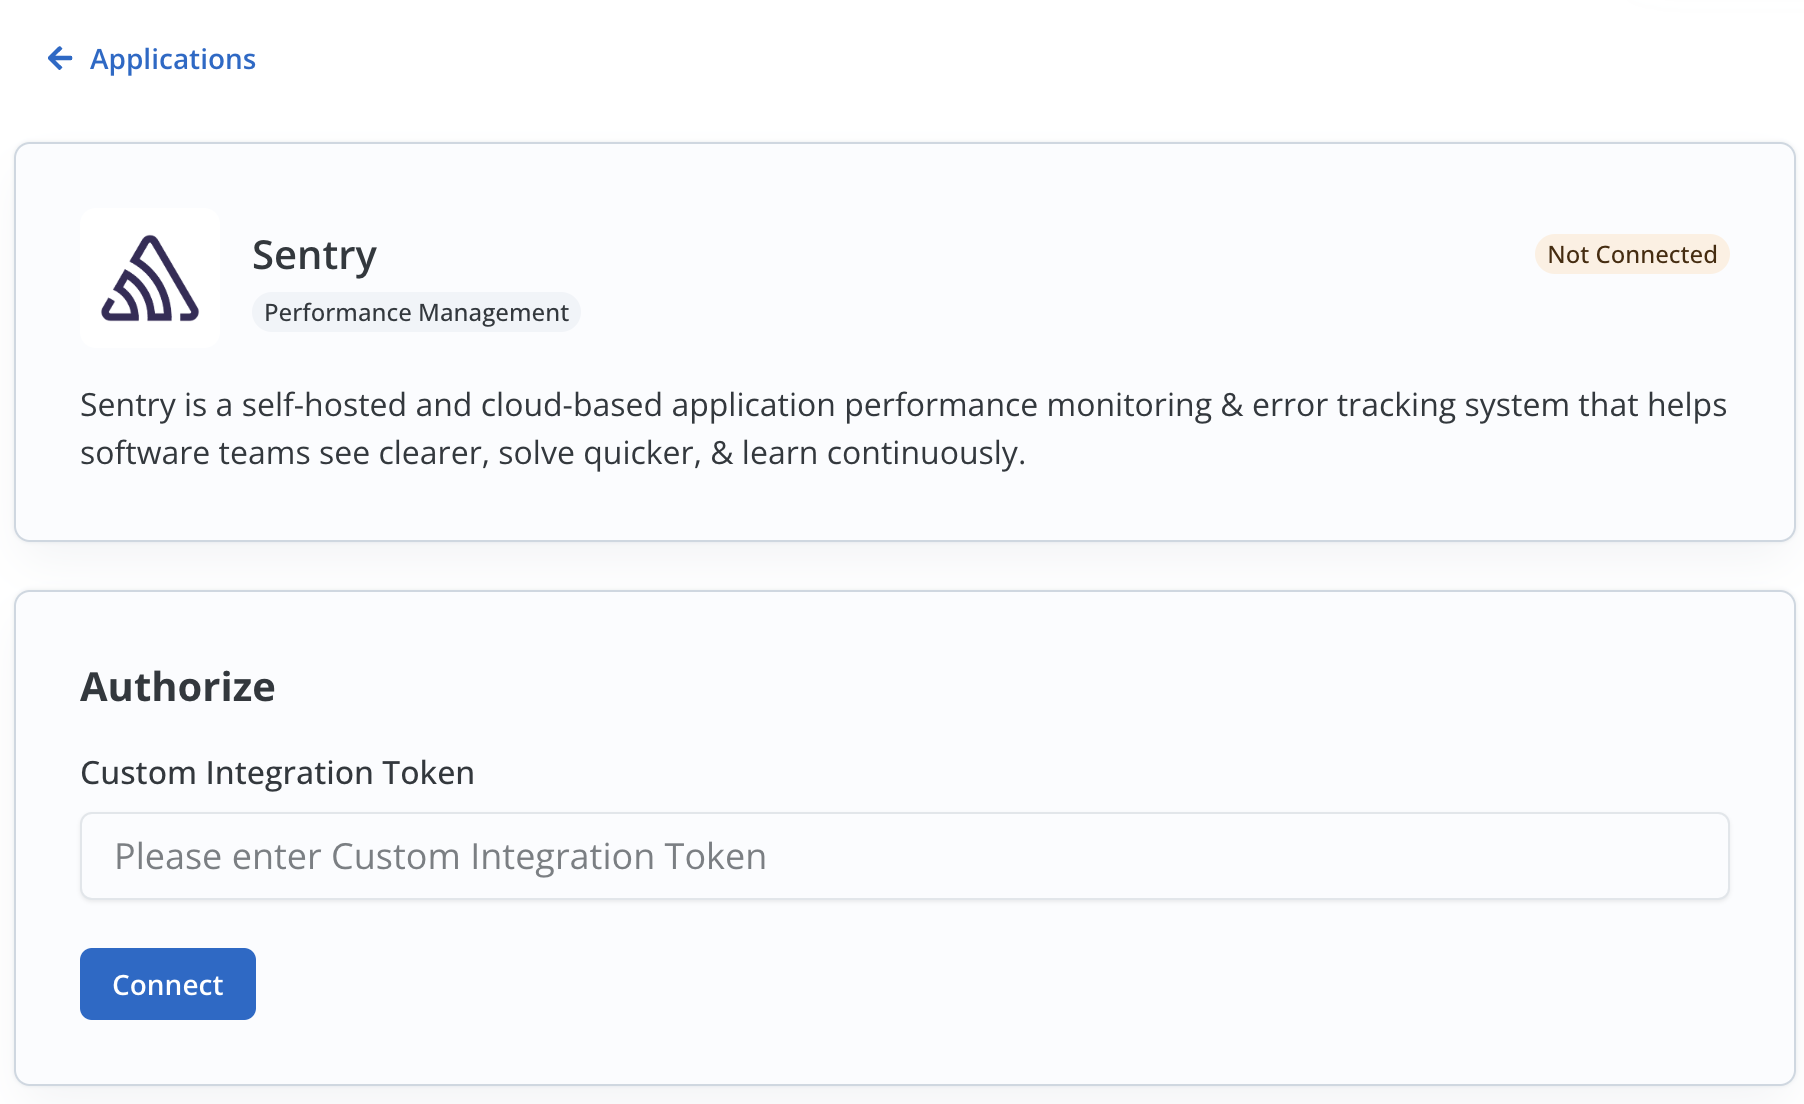 Applications
Sentry
Not Connected
Performance Management
Sentry is a self-hosted and cloud-based application performance monitoring & error tracking system that helps
software teams see clearer, solve quicker, & learn continuously.
Authorize
Custom Integration Token
Please enter Custom Integration Token
Connect